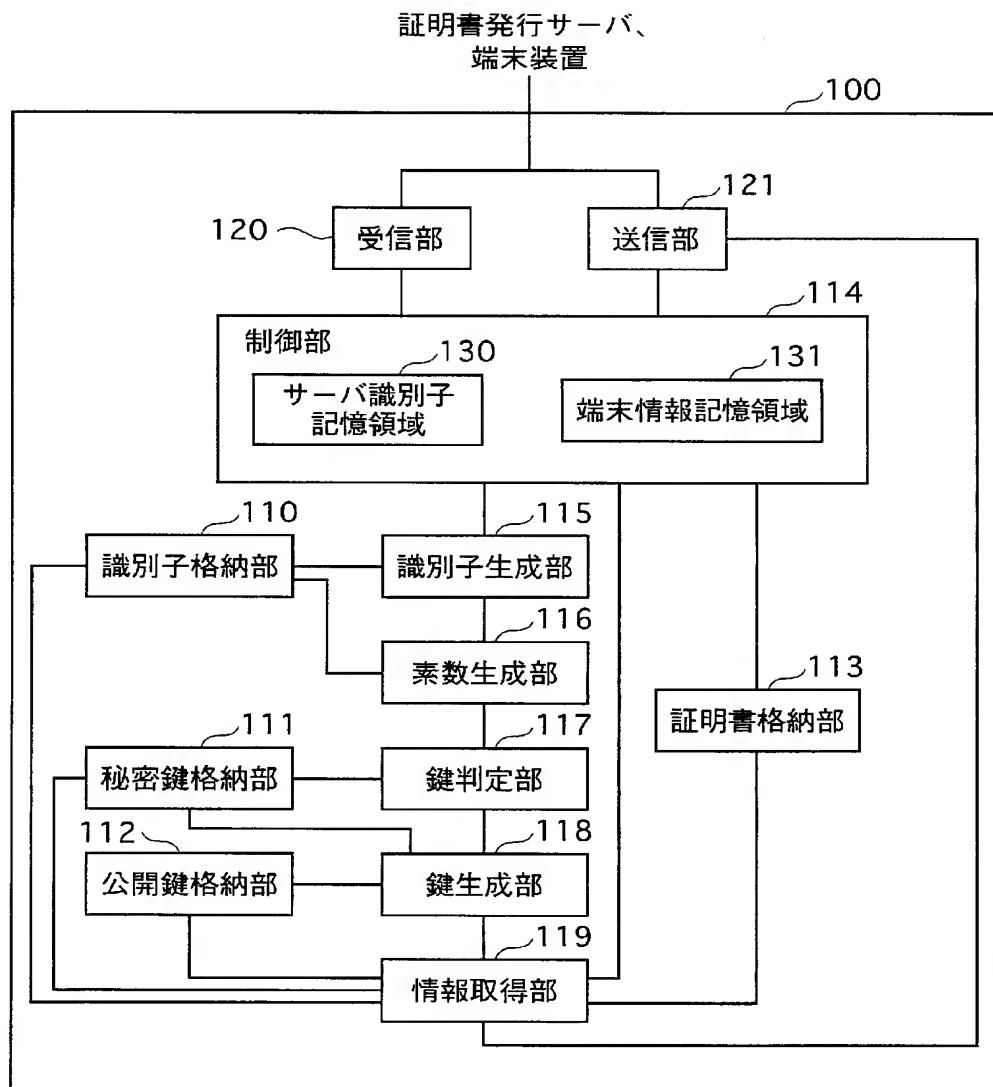 証明書発行サーバ、
端末装置
100
121
120
受信部
送信部
114
制御部
130
131
サーバ識別子
記憶領域
端末情報記憶領域
110
115
識別子格納部
識別子生成部
116
素数生成部
113
証明書格納部
111
117
秘密鍵格納部
鍵判定部
112
118
公開鍵格納部
鍵生成部
119
情報取得部